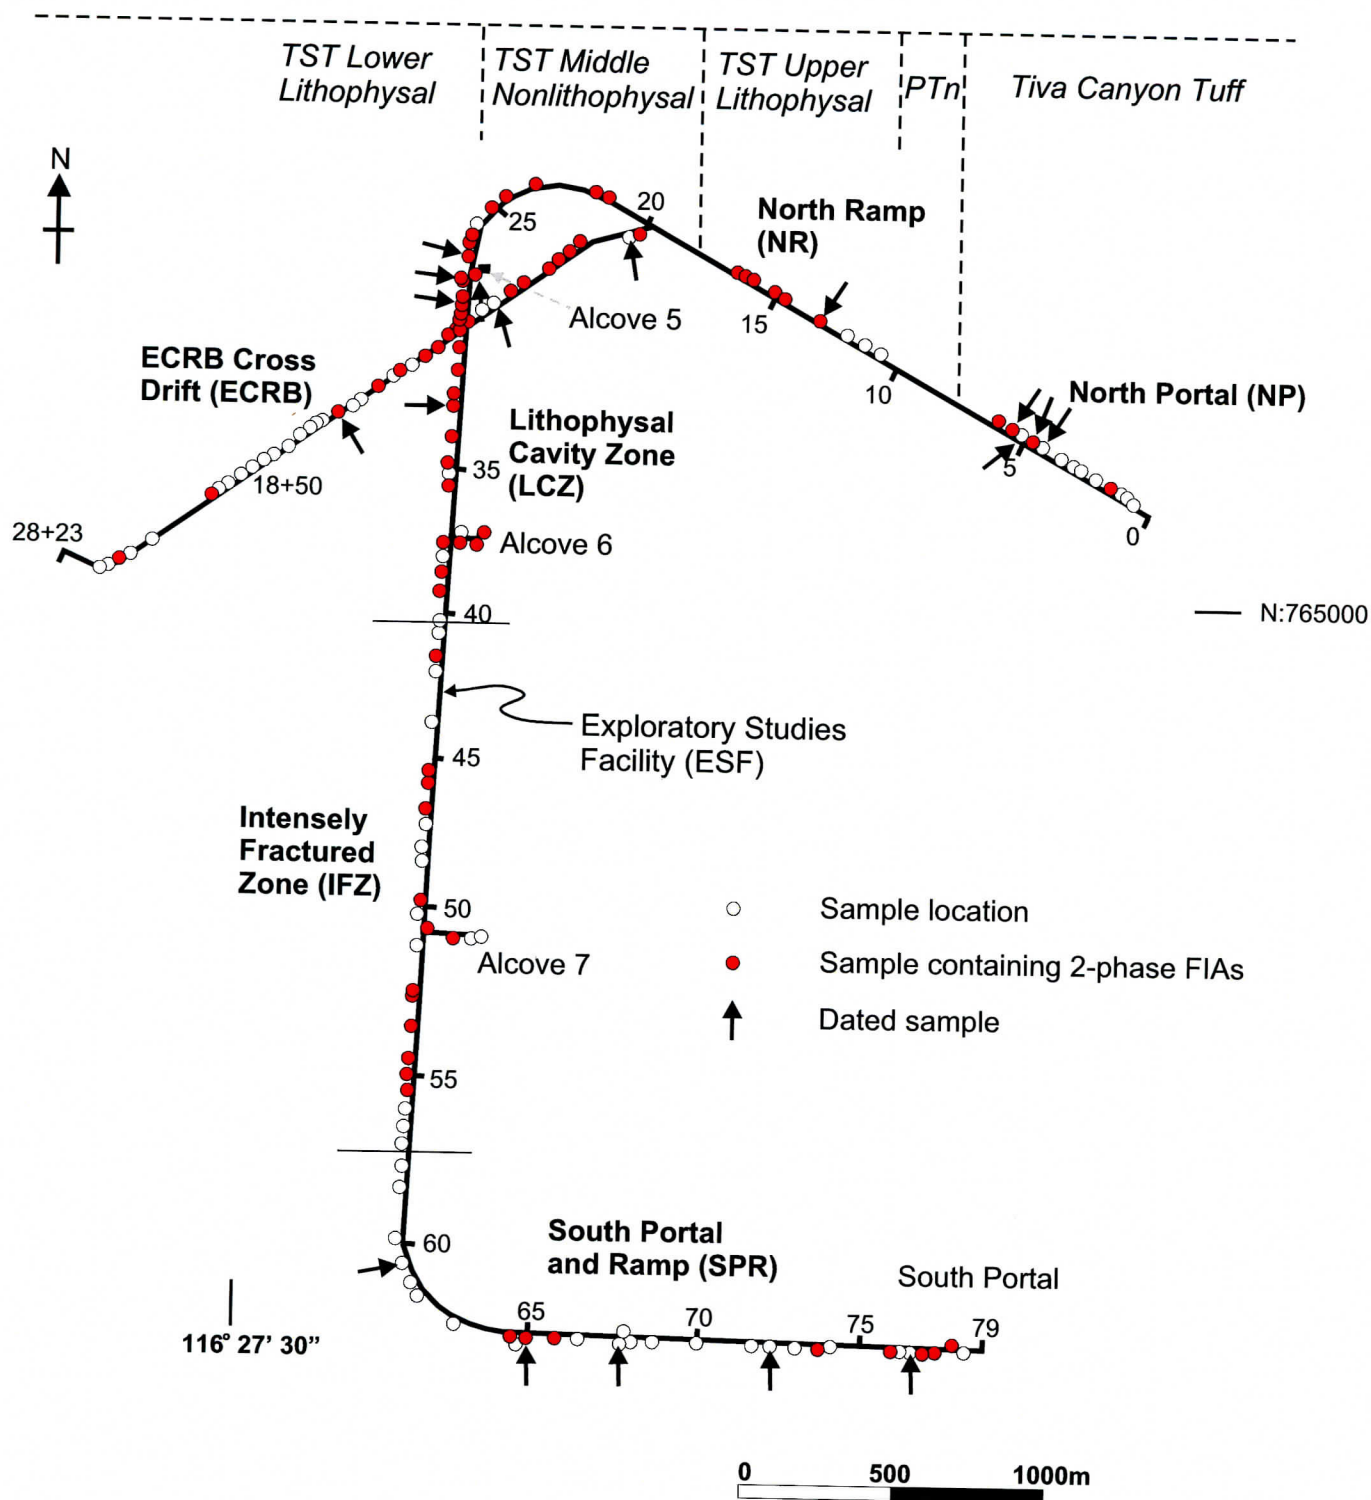 TST Lower
Lithophysal
TST Middle
Nonlithophysal
TST Upper
Lithophysal
PTn
Tiva Canyon Tuff
N
20
25
North Ramp
(NR)
Alcove 5
15
ECRB Cross
Drift (ECRB)
10
North Portal (NP)
Lithophysal
Cavity Zone
(LCZ)
35
5
18+50
28+23
Alcove 6
0
40
N:765000
Exploratory Studies
Facility (ESF)
45
Intensely
Fractured
Zone (IFZ)
50
Sample location
Alcove 7
Sample containing 2-phase FIAs
Dated sample
55
60
South Portal
and Ramp (SPR)
South Portal
116° 27' 30”
65
70
75
79
0 500 1000m